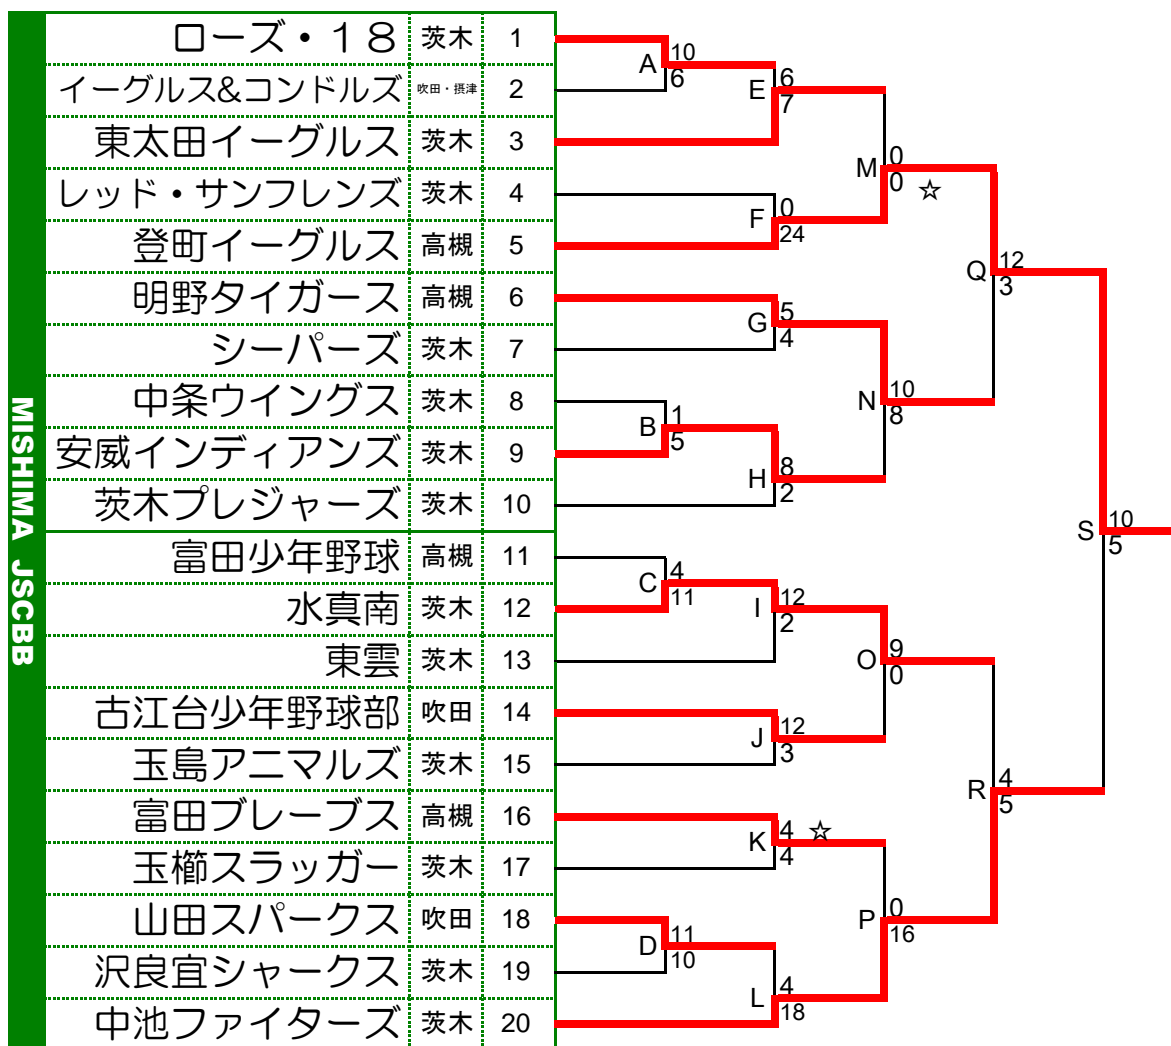 MISHIMA JSCBB
ローズ・１８ 茨木 1
イーグルス&コンドルズ 吹田・摂津 2
東太田イーグルス 茨木 3
レッド・サンフレンズ 茨木 4
登町イーグルス 高槻 5
明野タイガース 高槻 6
シーパーズ 茨木 7
中条ウイングス 茨木 8
安威インディアンズ 茨木 9
茨木プレジャーズ 茨木 10
富田少年野球 高槻 11
水真南 茨木 12
東雲 茨木 13
古江台少年野球部 吹田 14
玉島アニマルズ 茨木 15
富田ブレーブス 高槻 16
玉櫛スラッガー 茨木 17
山田スパークス 吹田 18
沢良宜シャークス 茨木 19
中池ファイターズ 茨木 20
A 10 6
B 1 5
C 4 11
D 11 10
E 6 7
F 0 24
G 5 4
H 8 2
I 12 2
J 12 3
K 4 4 ☆
L 4 18
M 0 0 ☆
N 10 8
O 9 0
P 0 16
Q 12 3
R 4 5
S 10 5